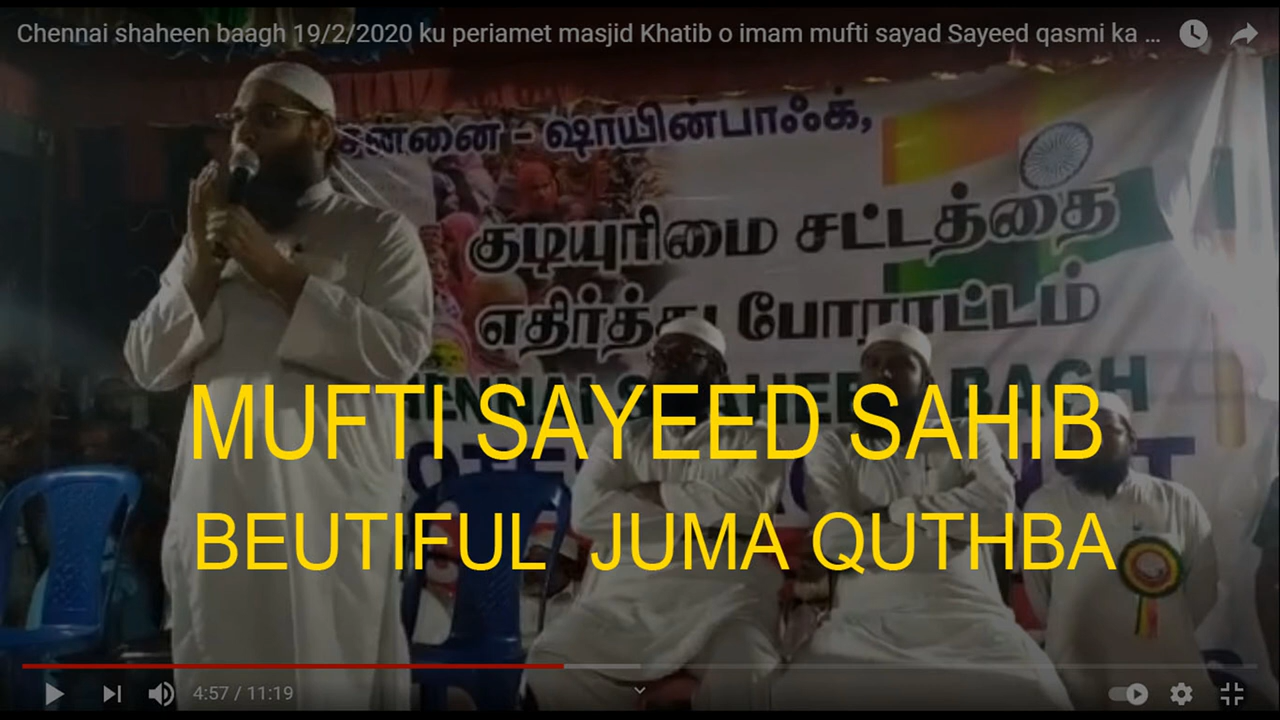 Chennai shaheen baagh 19/2/2020 ku periamet masjid Khatib o imam mufti sayad Sayeed qasmi ka ...
சென்னை - ஷாயின்பாஃக்,
குடியுரிமை சட்டத்தை
எதிர்த்து போராட்டம்
MUFTI SAYEED SAHIB
BEUTIFUL JUMA QUTHBA
4:57 / 11:19